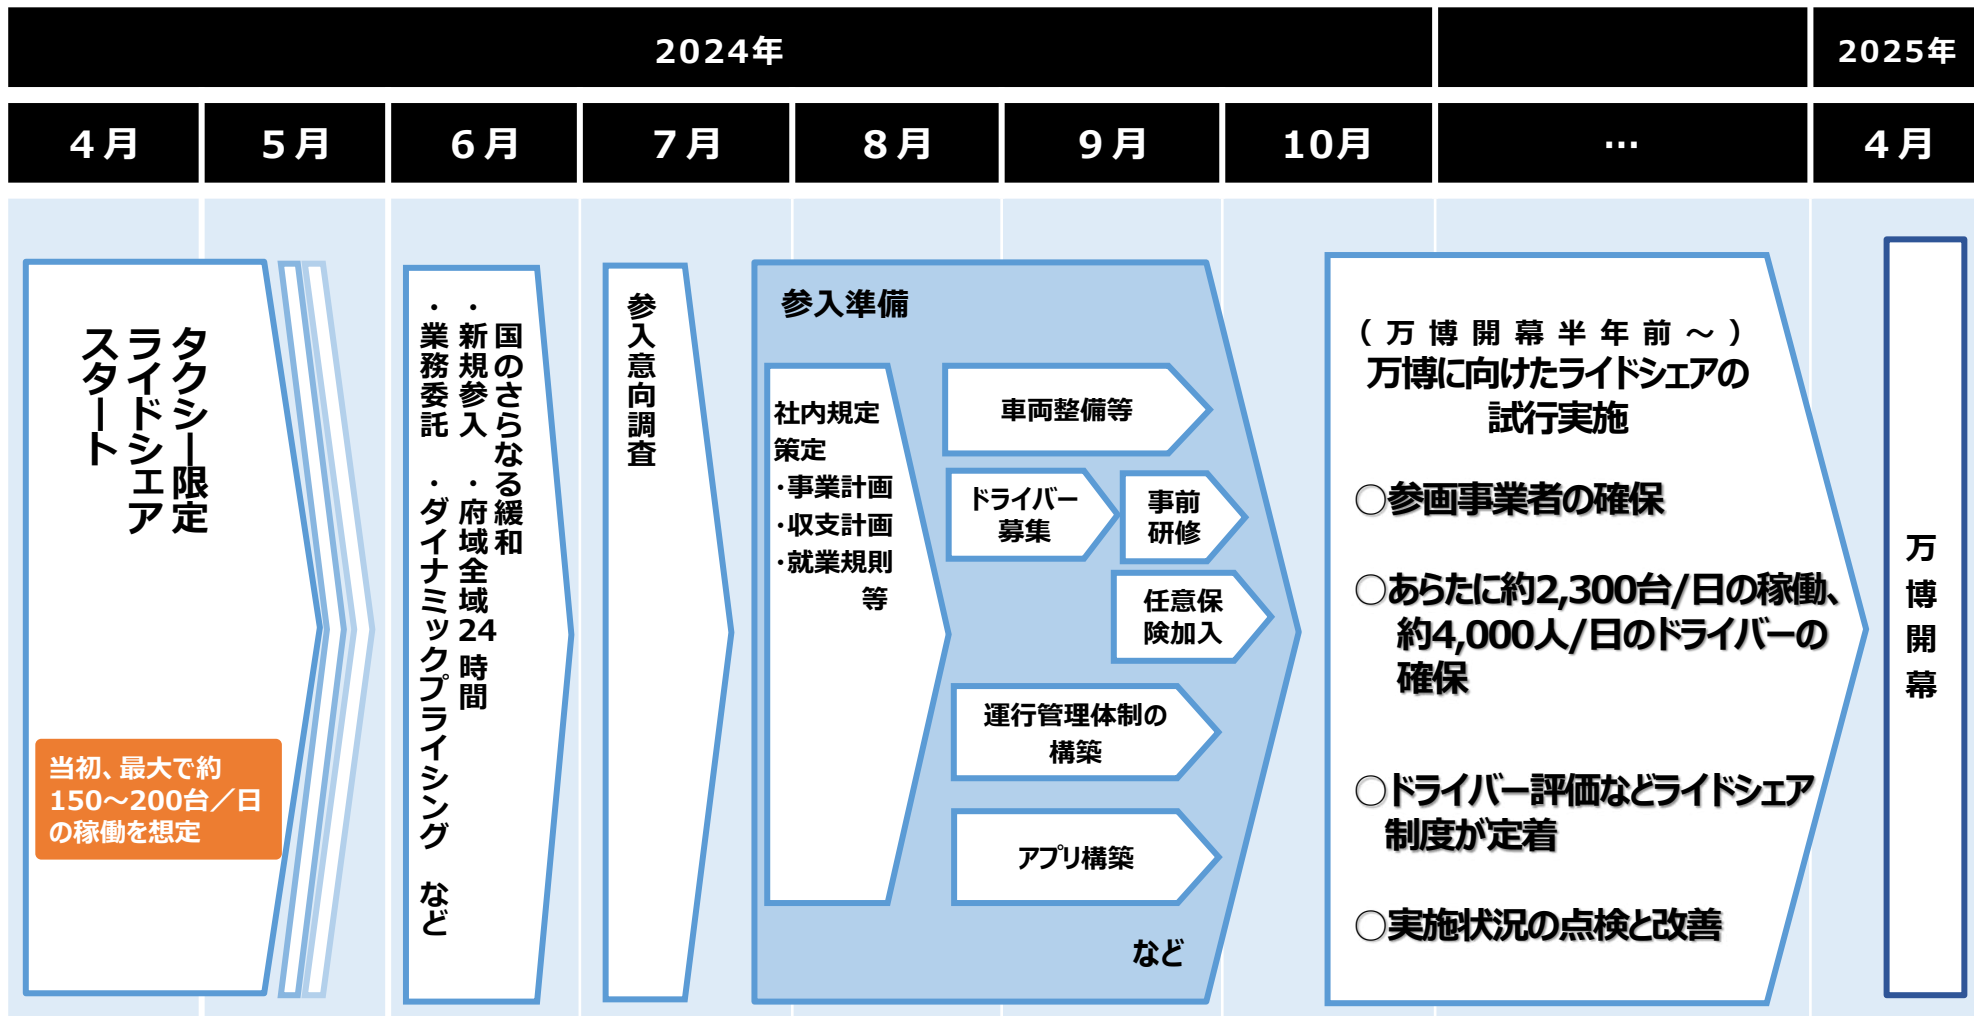 2024年
2025年
４月
５月
６月
７月
８月
９月
10月
…
４月
タクシー限定
ライドシェア
スタート
当初、最大で約
150～200台／日
の稼働を想定
国のさらなる緩和
・新規参入　・府域全域24時間
・業務委託　・ダイナミックプライシング　など
参入意向調査
参入準備
社内規定
策定
・事業計画
・収支計画
・就業規則
等
車両整備等
ドライバー
募集
事前
研修
任意保
険加入
運行管理体制の
構築
アプリ構築
など
（万博開幕半年前～）
万博に向けたライドシェアの
試行実施
○参画事業者の確保
○あらたに約2,300台/日の稼働、
約4,000人/日のドライバーの
確保
○ドライバー評価などライドシェア
制度が定着
○実施状況の点検と改善
万博開幕